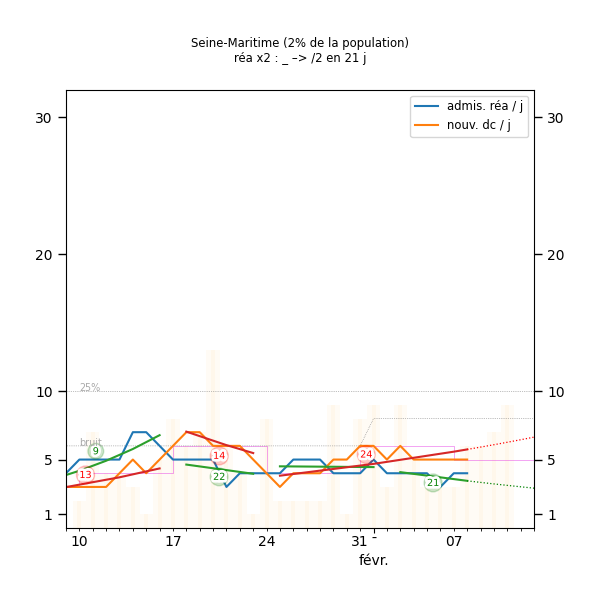 Seine-Maritime (2% de la population)
réa x2 : _ –> /2 en 21 j
admis. réa / j
nouv. dc / j
30 30
20 20
25%
10 10
bruit
9
5 5
13 14 22 24 21
1 1
10 17 24 31 - 07
févr.